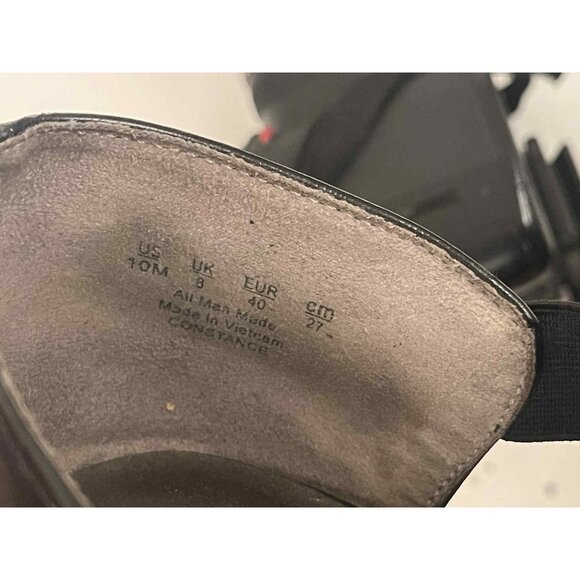 US UK EUR cm
10M 8 40 27
All Man Made
Made in Vietnam
CONSTANCE